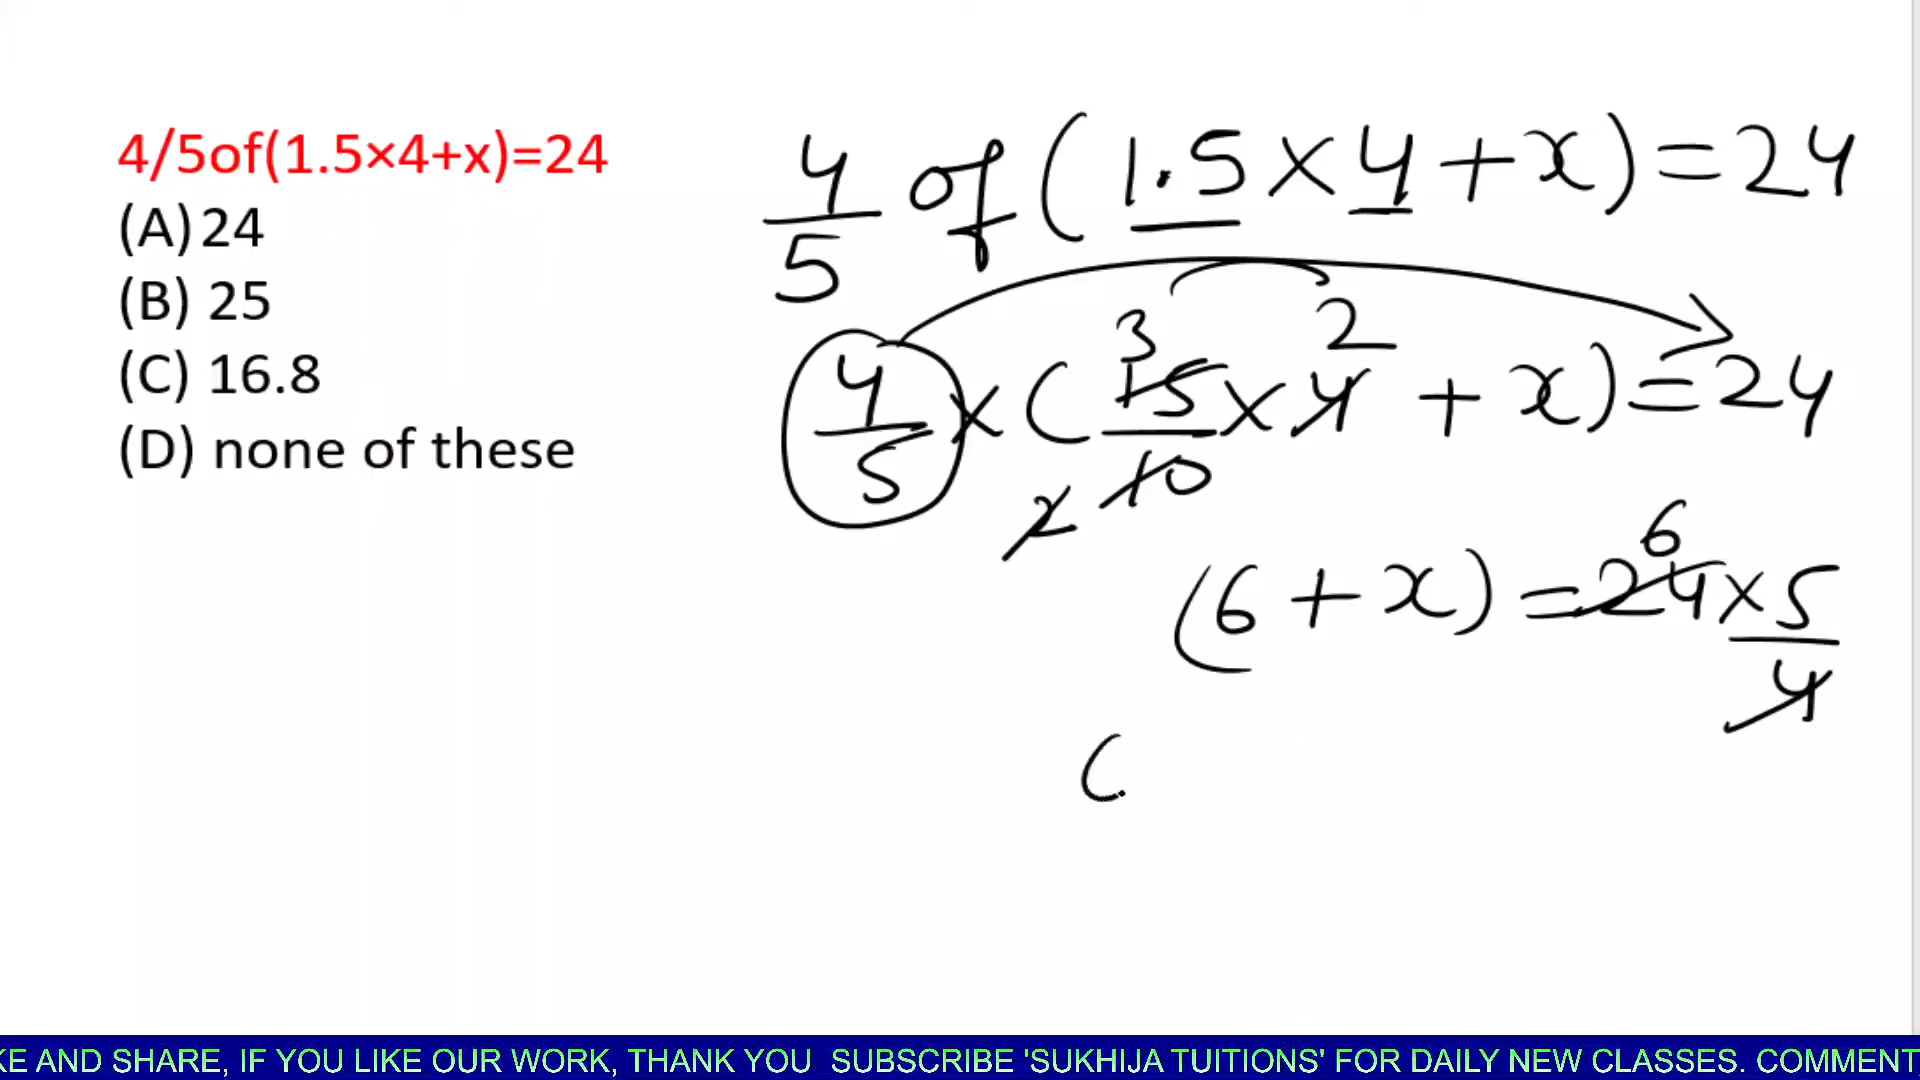 4/5of(1.5×4+x)=24
(A) 24
(B) 25
(C) 16.8
(D) none of these
4/5 of (1.5 × 4 + x) = 24
3 2
4/5 × (15/10 × 4 + x) = 24
2
6
(6 + x) = 24 × 5/4
(
KE AND SHARE, IF YOU LIKE OUR WORK, THANK YOU SUBSCRIBE 'SUKHIJA TUITIONS' FOR DAILY NEW CLASSES. COMMENT